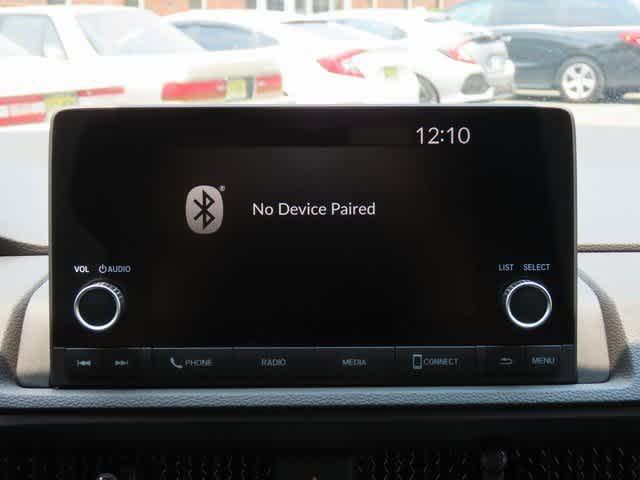 12:10
® No Device Paired
VOL AUDIO
LIST SELECT
PHONE RADIO MEDIA CONNECT MENU